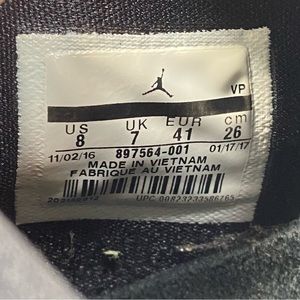 VP
US UK EUR cm
8 7 41 26
11/02/16 897564-001 01/17/17
MADE IN VIETNAM
FABRIQUE AU VIETNAM
UPC